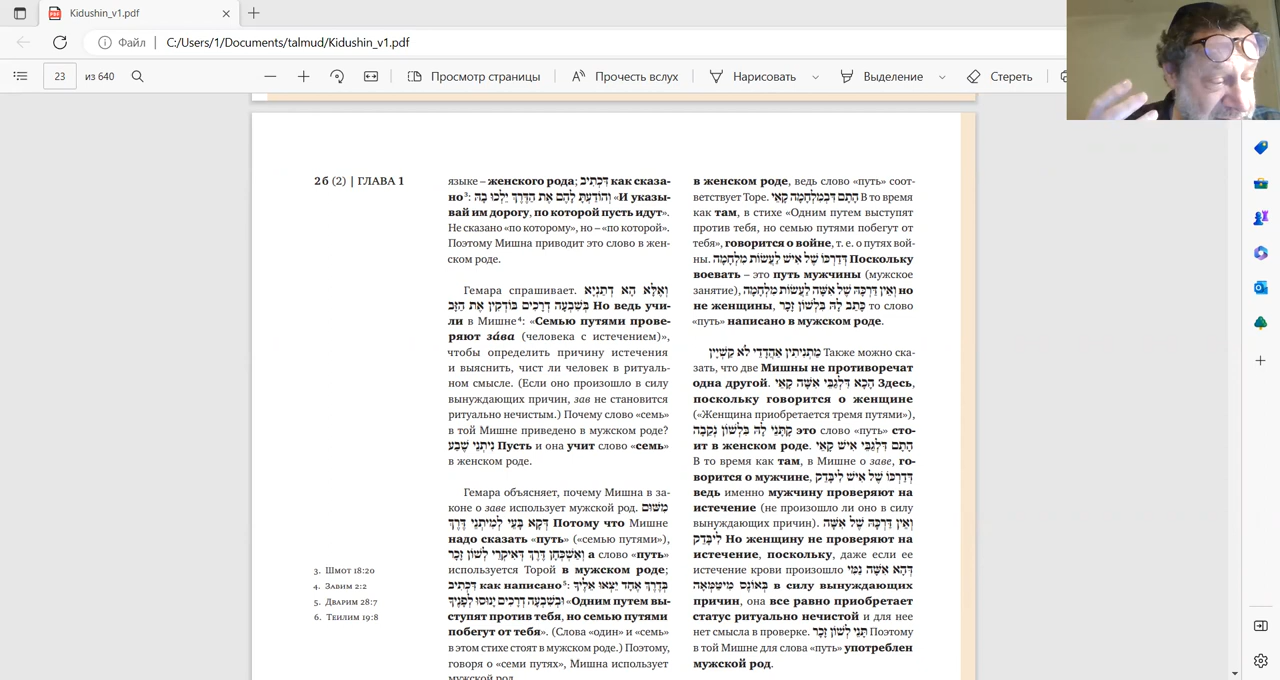 Kidushin_v1.pdf
Файл C:/Users/1/Documents/talmud/Kidushin_v1.pdf
23 из 640 Просмотр страницы Прочесть вслух Нарисовать Выделение Стереть
2б (2) | ГЛАВА 1
языке – женского рода; דִּכְתִיב как сказа-
но³: וְהוֹדַעְתָּ לָהֶם אֶת הַדֶּרֶךְ יֵלְכוּ בָהּ «И указы-
вай им дорогу, по которой пусть идут».
Не сказано «по которому», но – «по которой».
Поэтому Мишна приводит это слово в жен-
ском роде.
Гемара спрашивает. וְאֶלָּא הָא דִתְנַיָא
בְּשִׁבְעָה דְרָכִים בּוֹדְקִין אֶת הַזָּב Но ведь учи-
ли в Мишне⁴: «Семью путями прове-
ряют зáва (человека с истечением)»,
чтобы определить причину истечения
и выяснить, чист ли человек в ритуаль-
ном смысле. (Если оно произошло в силу
вынуждающих причин, зав не становится
ритуально нечистым.) Почему слово «семь»
в той Мишне приведено в мужском роде?
נִיתְנֵי שֶׁבַע Пусть и она учит слово «семь»
в женском роде.
Гемара объясняет, почему Мишна в за-
коне о заве использует мужской род. מִשּׁוּם
דְּקָא בָּעֵי לְמִיתְנֵי דֶּרֶךְ Потому что Мишне
надо сказать «путь» («семью путями»),
וְאַשְׁכְּחַן דֶּרֶךְ דְּאִיקְּרִי לְשׁוֹן זָכָר а слово «путь»
используется Торой в мужском роде;
דִּכְתִיב как написано⁵: בְּדֶרֶךְ אֶחָד יֵצְאוּ אֵלֶיךָ
וּבְשִׁבְעָה דְרָכִים יָנוּסוּ לְפָנֶיךָ «Одним путем вы-
ступят против тебя, но семью путями
побегут от тебя». (Слова «один» и «семь»
в этом стихе стоят в мужском роде.) Поэтому,
говоря о «семи путях», Мишна использует
мужской род.
3. Шмот 18:20
4. Завим 2:2
5. Дварим 28:7
6. Теилим 19:8
в женском роде, ведь слово «путь» соот-
ветствует Торе. הָתָם דִּבְמִלְחָמָה קָאֵי В то время
как там, в стихе «Одним путем выступят
против тебя, но семью путями побегут от
тебя», говорится о войне, т. е. о путях вой-
ны. דְּדַרְכּוֹ שֶׁל אִישׁ לַעֲשׂוֹת מִלְחָמָה Поскольку
воевать – это путь мужчины (мужское
занятие), וְאֵין דַּרְכָּהּ שֶׁל אִשָּׁה לַעֲשׂוֹת מִלְחָמָה но
не женщины, כָּתַב לַהּ בִּלְשׁוֹן זָכָר то слово
«путь» написано в мужском роде.
מַתְנִיתִין אַהֲדָדֵי לֹא קַשְׁיָין Также можно ска-
зать, что две Мишны не противоречат
одна другой. הָכָא דִּלְגַבֵּי אִשָּׁה קָאֵי Здесь,
поскольку говорится о женщине
(«Женщина приобретается тремя путями»),
קָתָנֵי לַהּ בִּלְשׁוֹן נְקֵבָה это слово «путь» сто-
ит в женском роде. הָתָם דִּלְגַבֵּי אִישׁ קָאֵי
В то время как там, в Мишне о заве, го-
ворится о мужчине, דְּדַרְכּוֹ שֶׁל אִישׁ לִיבָּדֵק
ведь именно мужчину проверяют на
истечение (не произошло ли оно в силу
вынуждающих причин). וְאֵין דַּרְכָּהּ שֶׁל אִשָּׁה
לִיבָּדֵק Но женщину не проверяют на
истечение, поскольку, даже если ее
истечение крови произошло דְּהָא אִשָּׁה נַמֵי
בְּאוֹנֶס מִיטַּמְּאָה в силу вынуждающих
причин, она все равно приобретает
статус ритуально нечистой и для нее
нет смысла в проверке. תָּנֵי לְשׁוֹן זָכָר Поэтому
в той Мишне для слова «путь» употреблен
мужской род.